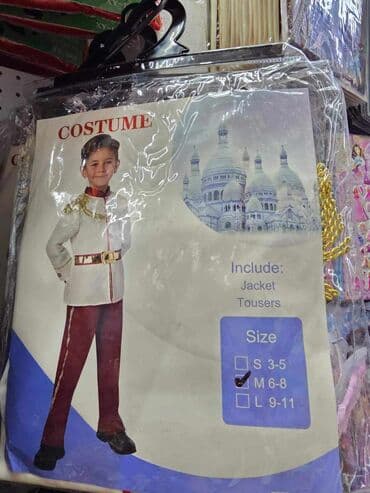 COSTUME
Include:
Jacket
Tousers
Size
S 3-5
M 6-8
L 9-11